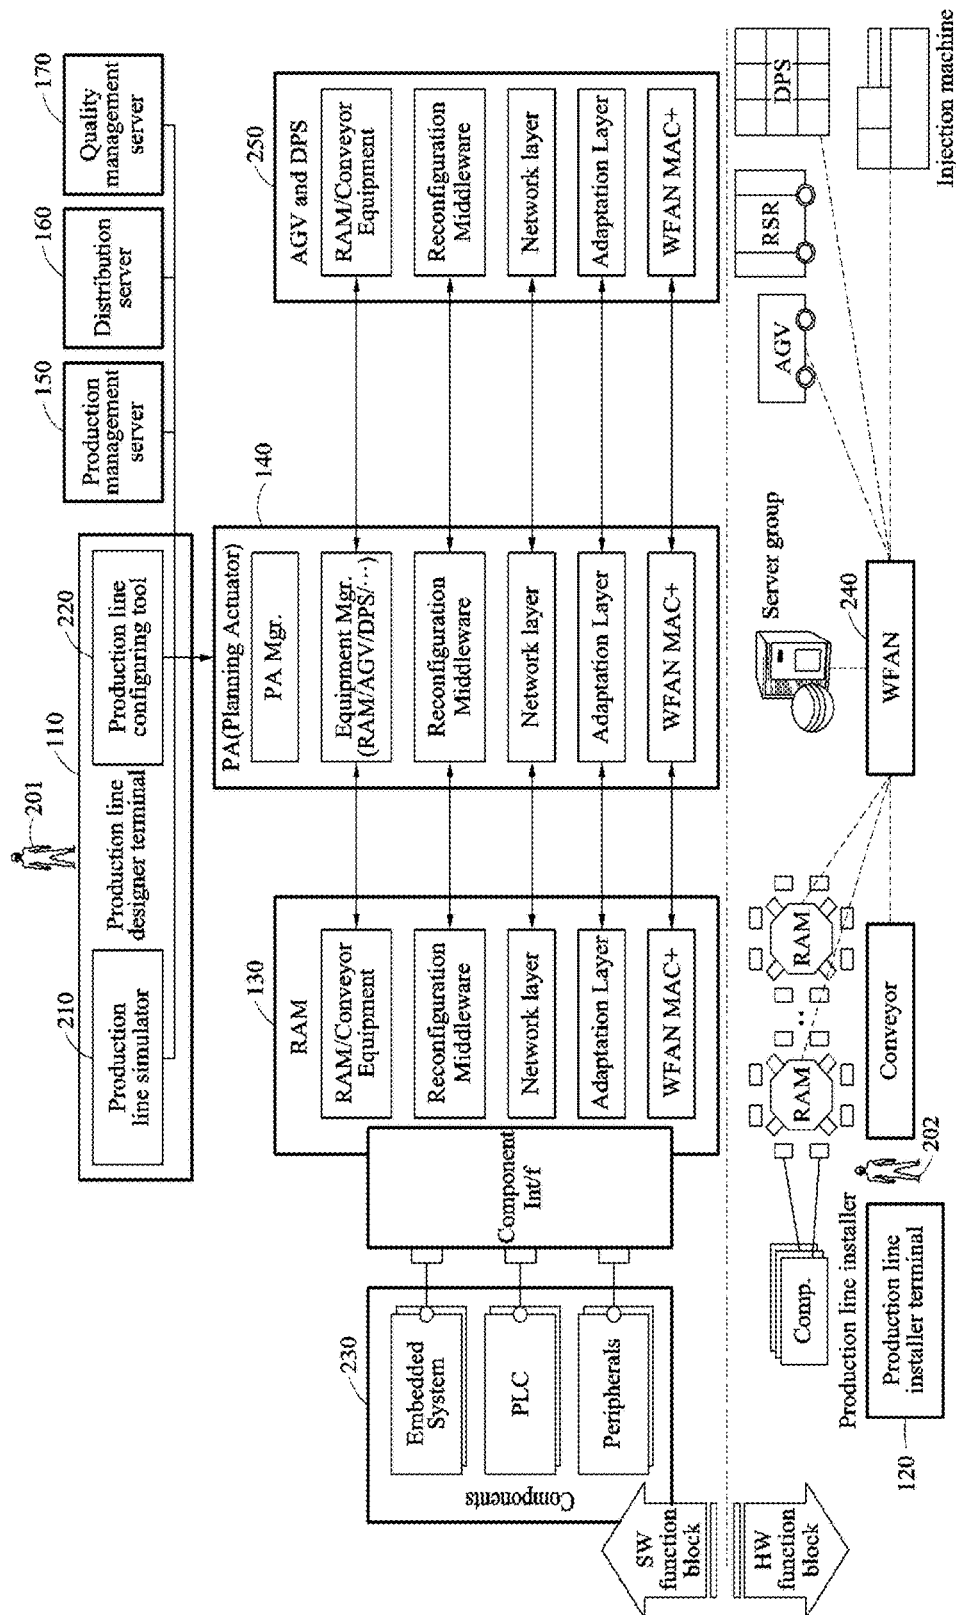 201
110
210
Production
line simulator
Production line
designer terminal
220
Production line
configuring tool
150
Production
management
server
160
Distribution
server
170
Quality
management
server
230
Components
Embedded
System
PLC
Peripherals
Component
Int/f
130
RAM
RAM/Conveyor
Equipment
Reconfiguration
Middleware
Network layer
Adaptation Layer
WFAN MAC+
140
PA(Planning Actuator)
PA Mgr.
Equipment Mgr.
(RAM/AGV/DPS/···)
Reconfiguration
Middleware
Network layer
Adaptation Layer
WFAN MAC+
250
AGV and DPS
RAM/Conveyor
Equipment
Reconfiguration
Middleware
Network layer
Adaptation Layer
WFAN MAC+
SW
function
block
HW
function
block
Comp.
RAM
..
RAM
Server group
AGV
RSR
DPS
Production line installer
202
120
Production line
installer terminal
Conveyor
240
WFAN
Injection machine